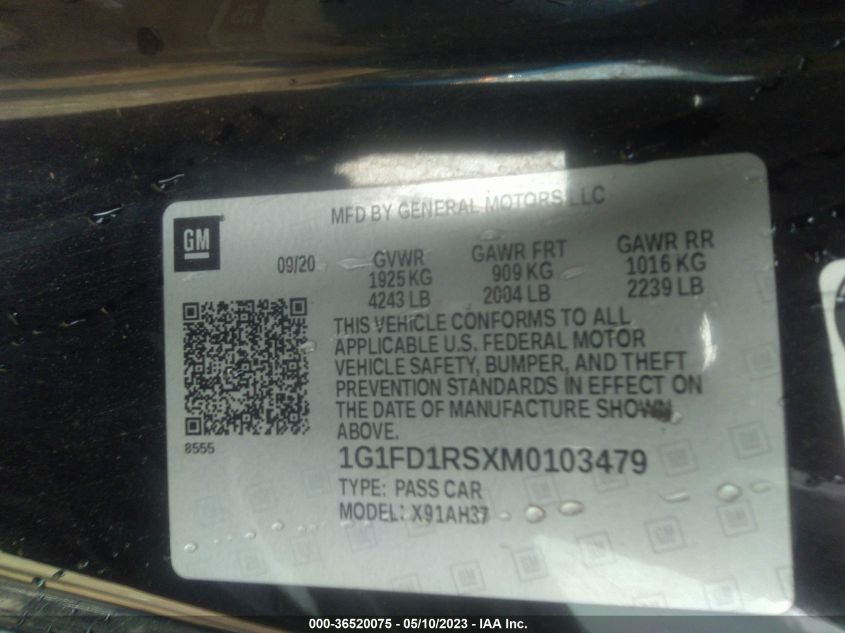 MFD BY GENERAL MOTORS LLC
GM
09/20 GVWR GAWR FRT GAWR RR
1925 KG 909 KG 1016 KG
4243 LB 2004 LB 2239 LB
THIS VEHICLE CONFORMS TO ALL
APPLICABLE U.S. FEDERAL MOTOR
VEHICLE SAFETY, BUMPER, AND THEFT
PREVENTION STANDARDS IN EFFECT ON
THE DATE OF MANUFACTURE SHOWN
ABOVE.
8555
1G1FD1RSXM0103479
TYPE: PASS CAR
MODEL: X91AH37
000-36520075 - 05/10/2023 - IAA Inc.